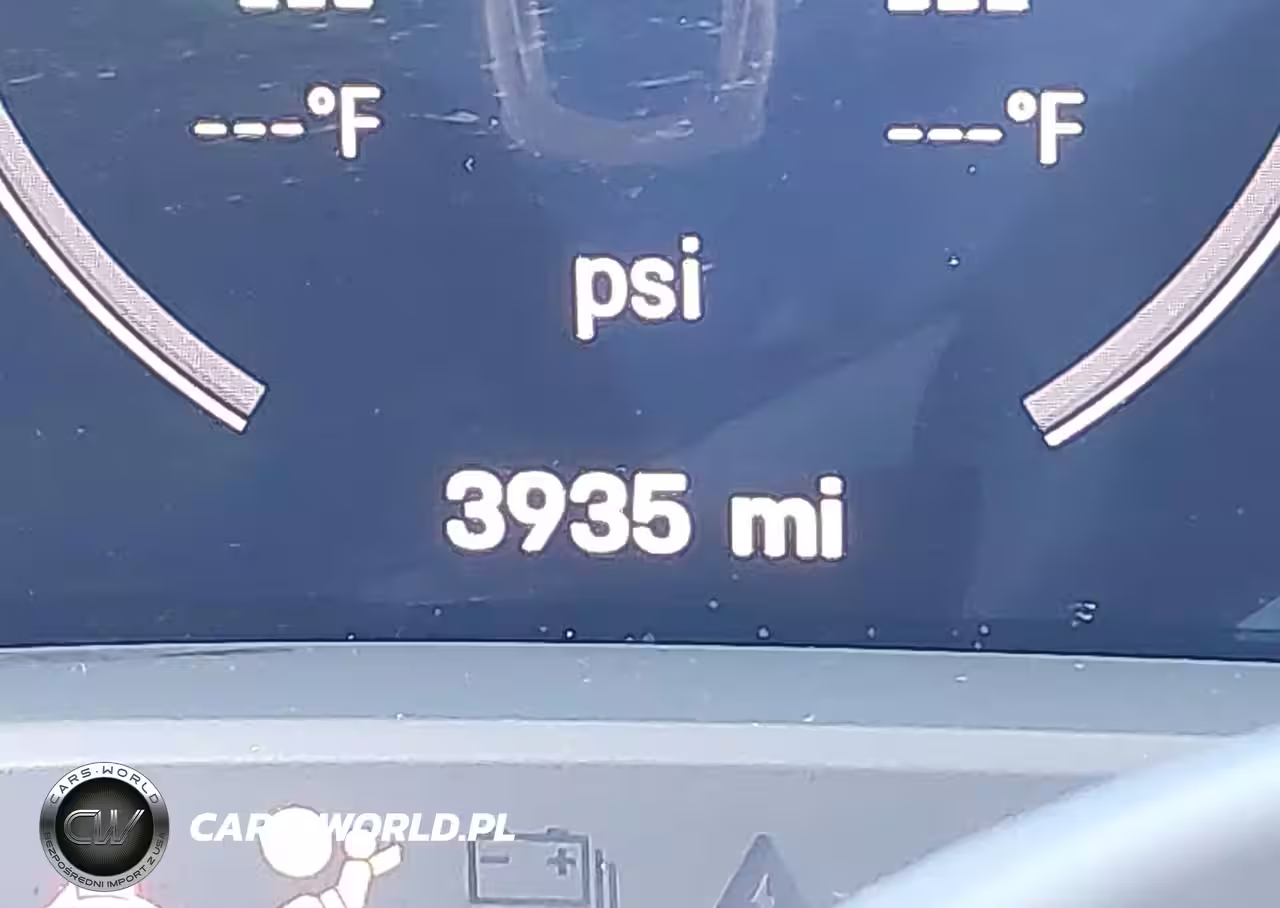 ---°F ---°F
psi
3935 mi
CARS-WORLD
CW
BEZPOŚREDNI IMPORT Z USA
CARS-WORLD.PL